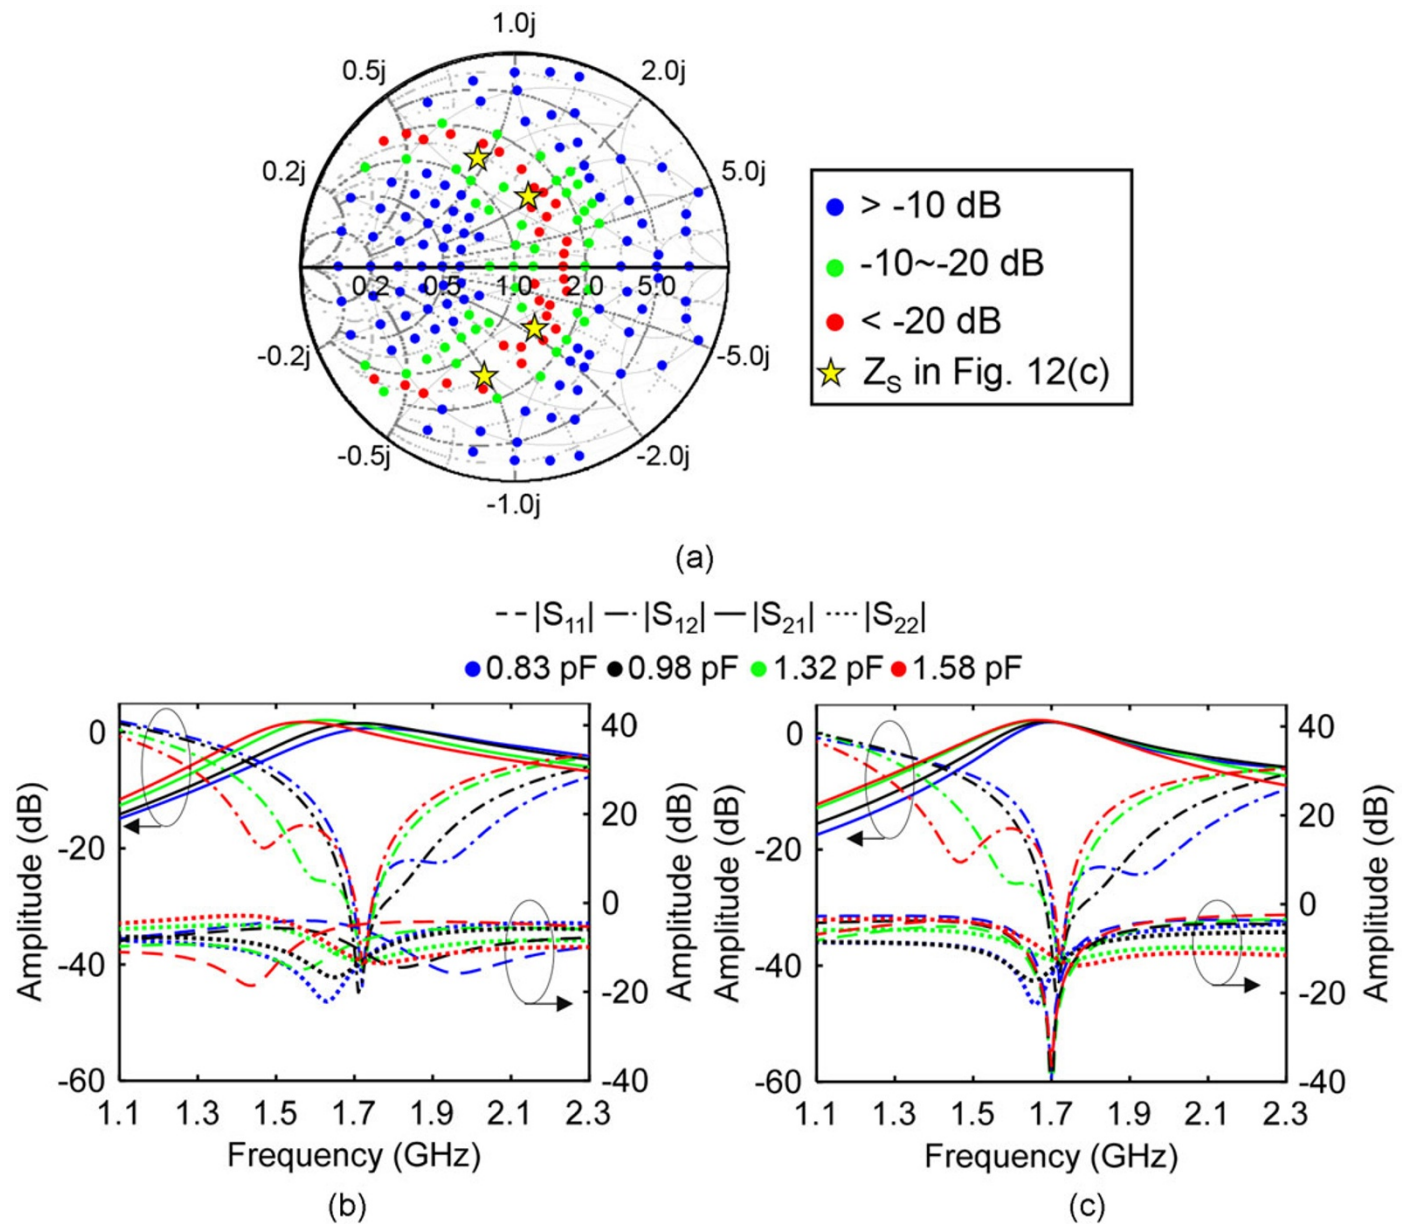 1.0j
0.5j 2.0j
0.2j 5.0j
0.2 0.5 1.0 2.0 5.0
-0.2j -5.0j
-0.5j -2.0j
-1.0j
> -10 dB
-10~-20 dB
< -20 dB
Z_S in Fig. 12(c)
(a)
|S_11| |S_12| |S_21| |S_22|
0.83 pF 0.98 pF 1.32 pF 1.58 pF
Amplitude (dB)
0
-20
-40
-60
40
20
0
-20
-40
Amplitude (dB)
1.1 1.3 1.5 1.7 1.9 2.1 2.3
Frequency (GHz)
(b)
Amplitude (dB)
0
-20
-40
-60
40
20
0
-20
-40
Amplitude (dB)
1.1 1.3 1.5 1.7 1.9 2.1 2.3
Frequency (GHz)
(c)